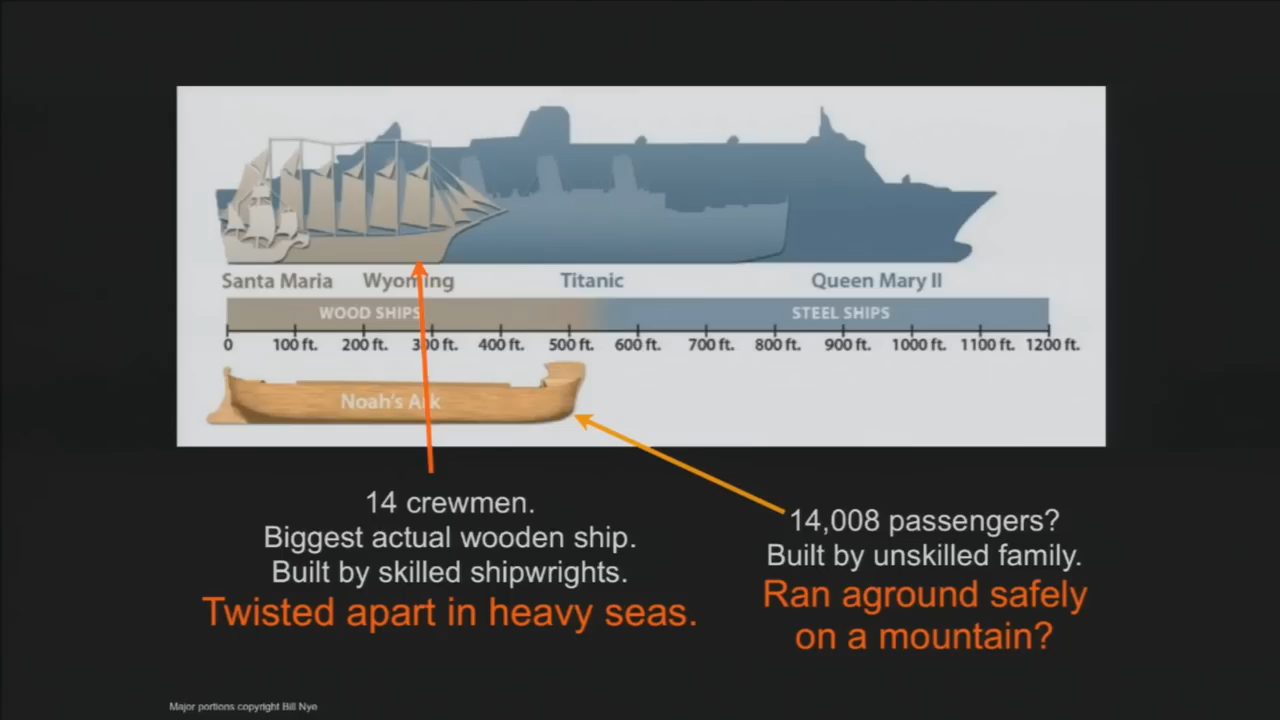 Santa Maria Wyoming Titanic Queen Mary II
WOOD SHIPS STEEL SHIPS
0 100 ft. 200 ft. 300 ft. 400 ft. 500 ft. 600 ft. 700 ft. 800 ft. 900 ft. 1000 ft. 1100 ft. 1200 ft.
Noah's Ark
14 crewmen.
Biggest actual wooden ship.
Built by skilled shipwrights.
Twisted apart in heavy seas.
14,008 passengers?
Built by unskilled family.
Ran aground safely
on a mountain?
Major portions copyright Bill Nye